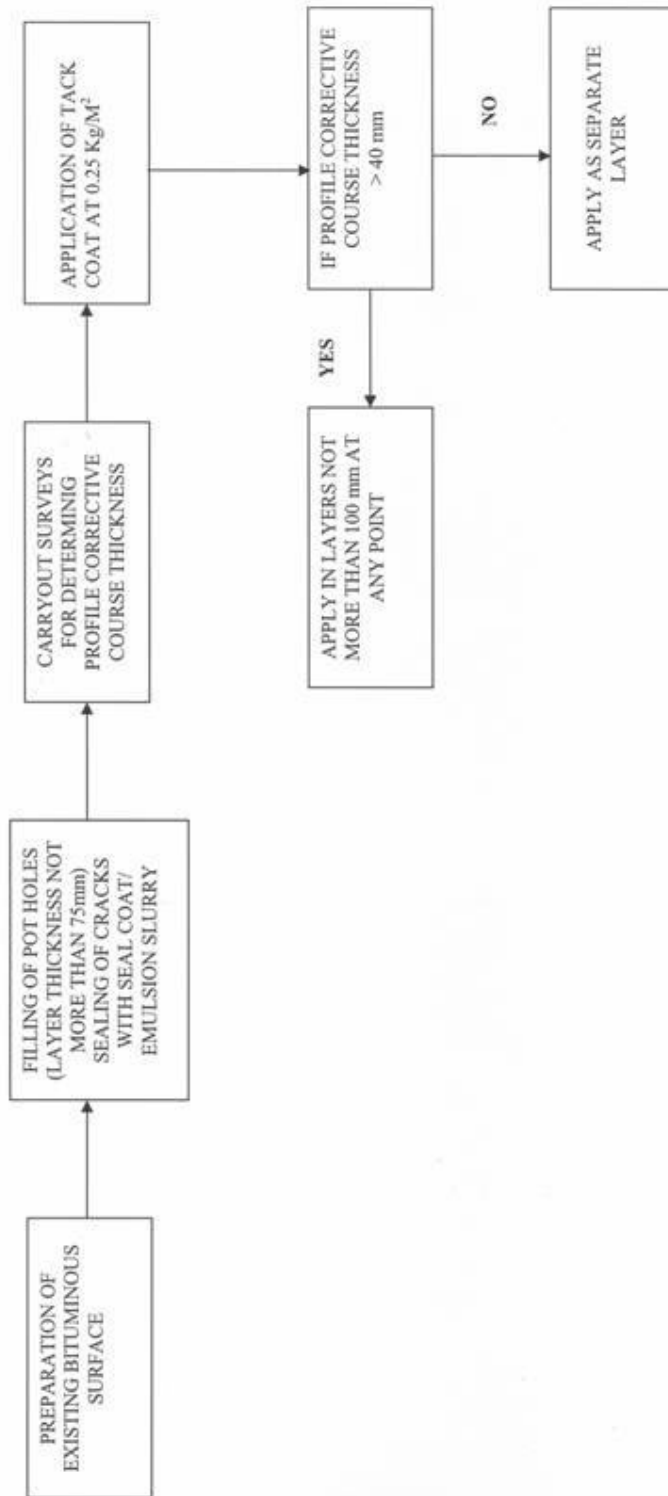 PREPARATION OF
EXISTING BITUMINOUS
SURFACE
FILLING OF POT HOLES
(LAYER THICKNESS NOT
MORE THAN 75mm)
SEALING OF CRACKS
WITH SEAL COAT/
EMULSION SLURRY
CARRYOUT SURVEYS
FOR DETERMINIG
PROFILE CORRECTIVE
COURSE THICKNESS
APPLICATION OF TACK
COAT AT 0.25 Kg/M²
IF PROFILE CORRECTIVE
COURSE THICKNESS
> 40 mm
YES
APPLY IN LAYERS NOT
MORE THAN 100 mm AT
ANY POINT
NO
APPLY AS SEPARATE
LAYER